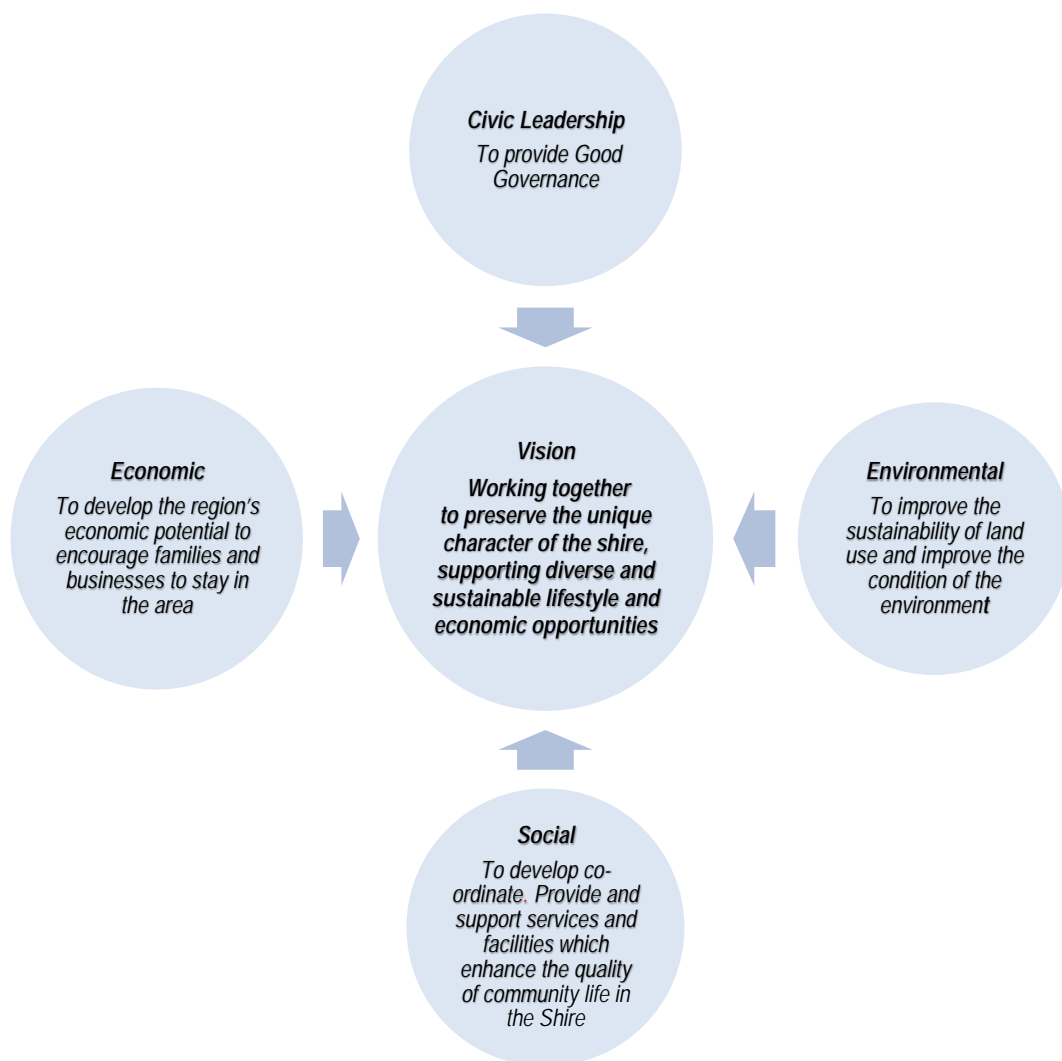 Civic Leadership
To provide Good
Governance
Economic
To develop the region's
economic potential to
encourage families and
businesses to stay in
the area
Vision
Working together
to preserve the unique
character of the shire,
supporting diverse and
sustainable lifestyle and
economic opportunities
Environmental
To improve the
sustainability of land
use and improve the
condition of the
environment
Social
To develop co-
ordinate. Provide and
support services and
facilities which
enhance the quality
of community life in
the Shire